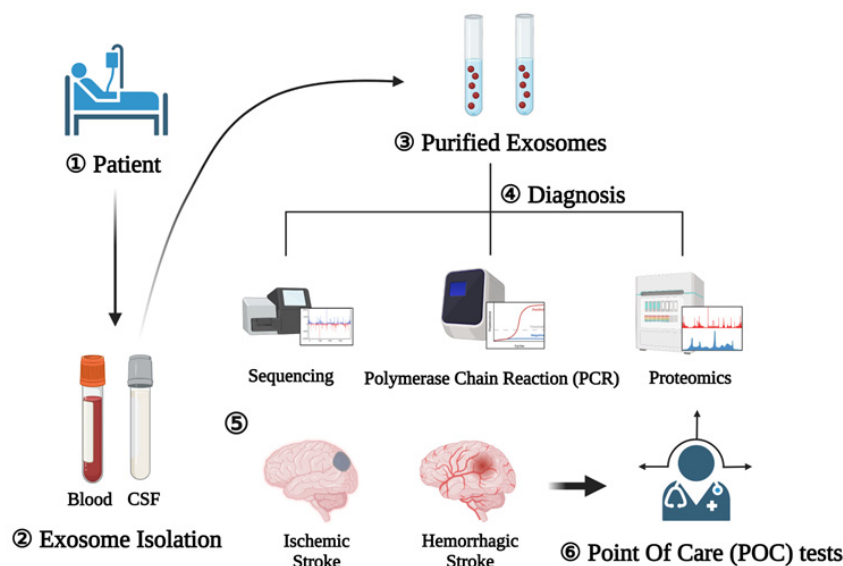 ① Patient
③ Purified Exosomes
④ Diagnosis
Sequencing
Polymerase Chain Reaction (PCR)
Proteomics
Blood
CSF
② Exosome Isolation
⑤
Ischemic
Stroke
Hemorrhagic
Stroke
⑥ Point Of Care (POC) tests